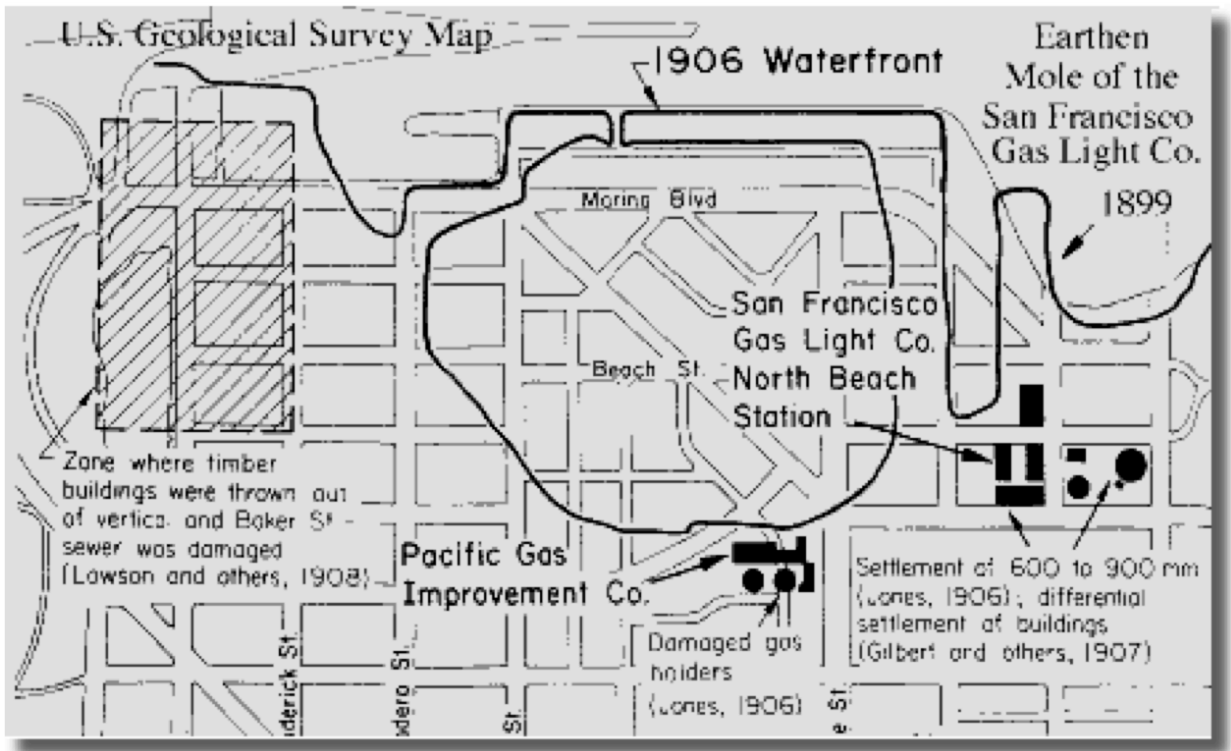 U.S. Geological Survey Map
1906 Waterfront
Earthen
Mole of the
San Francisco
Gas Light Co.
1899
Maring Blvd
San Francisco
Gas Light Co.
North Beach
Station
Beach St.
Zone where timber
buildings were thrown out
of vertica. and Baker St
sewer was damaged
(Lawson and others, 1908)
Pacific Gas
Improvement Co.
Damaged gas
holders
(Jones, 1906)
Settlement of 600 to 900 mm
(Jones, 1906); differential
settlement of buildings
(Gilbert and others, 1907)
derick St.
dero St.
St.
e St.